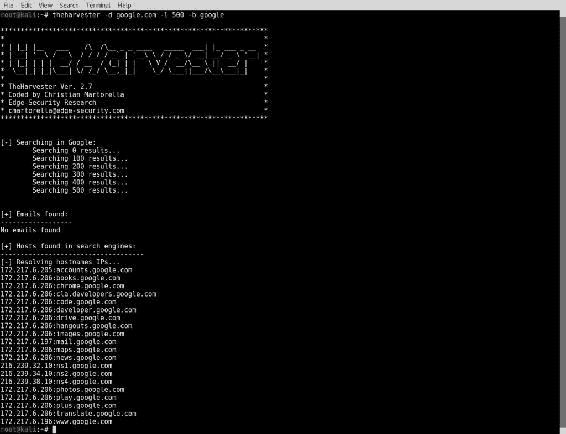 File Edit View Search Terminal Help
root@kali:~# theharvester -d google.com -l 500 -b google
*******************************************************************
* TheHarvester Ver. 2.7 *
* Coded by Christian Martorella *
* Edge-Security Research *
* cmartorella@edge-security.com *
*******************************************************************
[-] Searching in Google:
Searching 0 results...
Searching 100 results...
Searching 200 results...
Searching 300 results...
Searching 400 results...
Searching 500 results...
[+] Emails found:
------------------
No emails found
[+] Hosts found in search engines:
------------------------------------
[-] Resolving hostnames IPs...
172.217.6.205:accounts.google.com
172.217.6.206:books.google.com
172.217.6.206:chrome.google.com
172.217.6.206:cla.developers.google.com
172.217.6.206:code.google.com
172.217.6.206:developer.google.com
172.217.6.206:drive.google.com
172.217.6.206:hangouts.google.com
172.217.6.206:images.google.com
172.217.6.197:mail.google.com
172.217.6.206:maps.google.com
172.217.6.206:news.google.com
216.239.32.10:ns1.google.com
216.239.34.10:ns2.google.com
216.239.38.10:ns4.google.com
172.217.6.206:photos.google.com
172.217.6.206:play.google.com
172.217.6.206:plus.google.com
172.217.6.206:translate.google.com
172.217.6.196:www.google.com
root@kali:~#